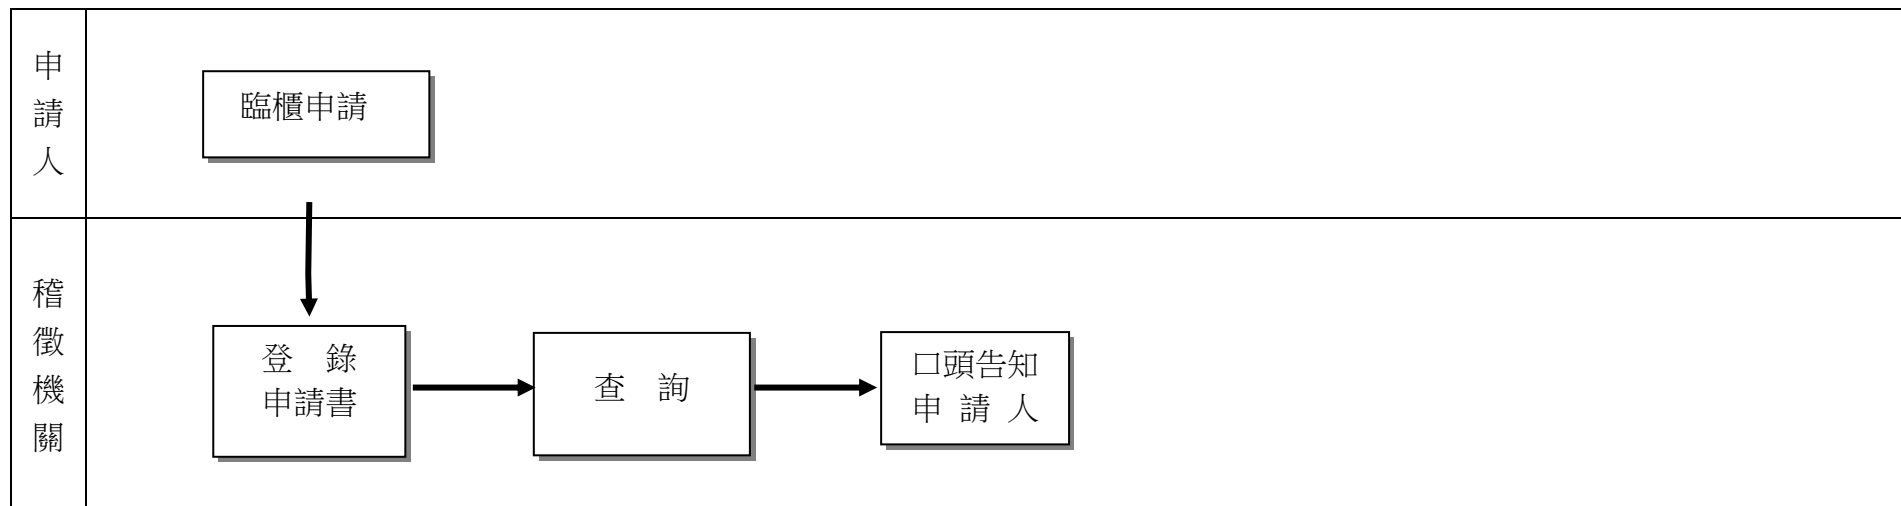 申請人
臨櫃申請
稽徵機關
登　錄
申請書
查　詢
口頭告知
申 請 人